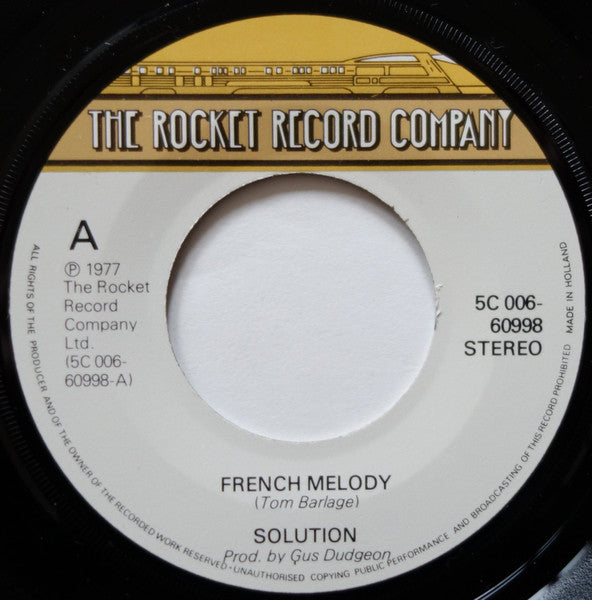 THE ROCKET RECORD COMPANY
A
℗ 1977
The Rocket
Record
Company
Ltd.
(5C 006-
60998-A)
5C 006-
60998
STEREO
FRENCH MELODY
(Tom Barlage)
SOLUTION
Prod. by Gus Dudgeon
ALL RIGHTS OF THE PRODUCER AND OF THE OWNER OF THE RECORDED WORK RESERVED · UNAUTHORISED COPYING PUBLIC PERFORMANCE AND BROADCASTING OF THIS RECORD PROHIBITED MADE IN HOLLAND